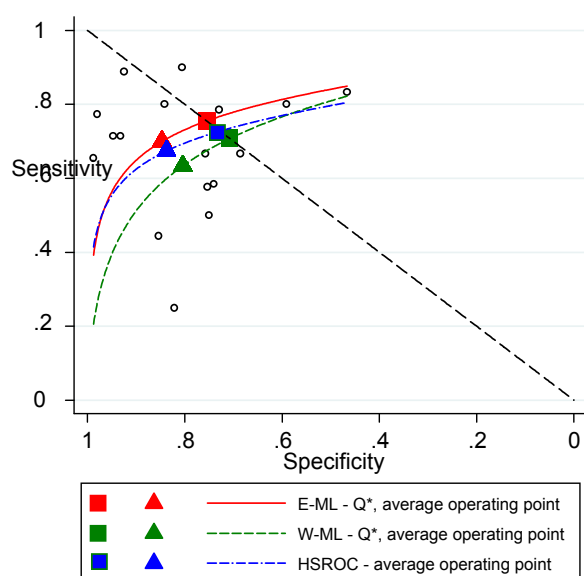 1
.8
Sensitivity
.6
.4
.2
0
1 .8 .6 .4 .2 0
Specificity
E-ML - Q*, average operating point
W-ML - Q*, average operating point
HSROC - average operating point